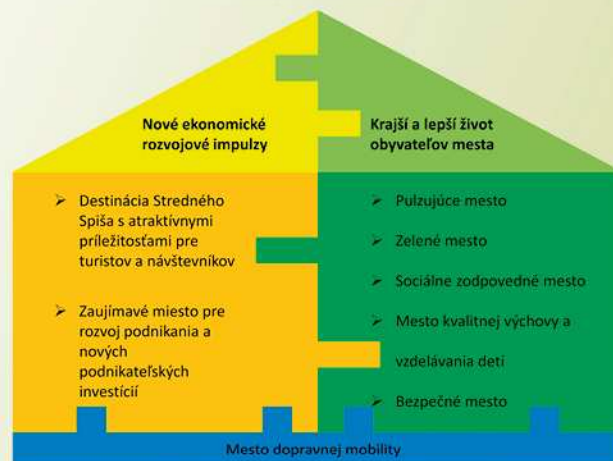 Nové ekonomické
rozvojové impulzy
Krajší a lepší život
obyvateľov mesta
➢ Destinácia Stredného
Spiša s atraktívnymi
príležitosťami pre
turistov a návštevníkov
➢ Zaujímavé miesto pre
rozvoj podnikania a
nových
podnikateľských
investícií
➢ Pulzujúce mesto
➢ Zelené mesto
➢ Sociálne zodpovedné mesto
➢ Mesto kvalitnej výchovy a
vzdelávania detí
➢ Bezpečné mesto
Mesto dopravnej mobility